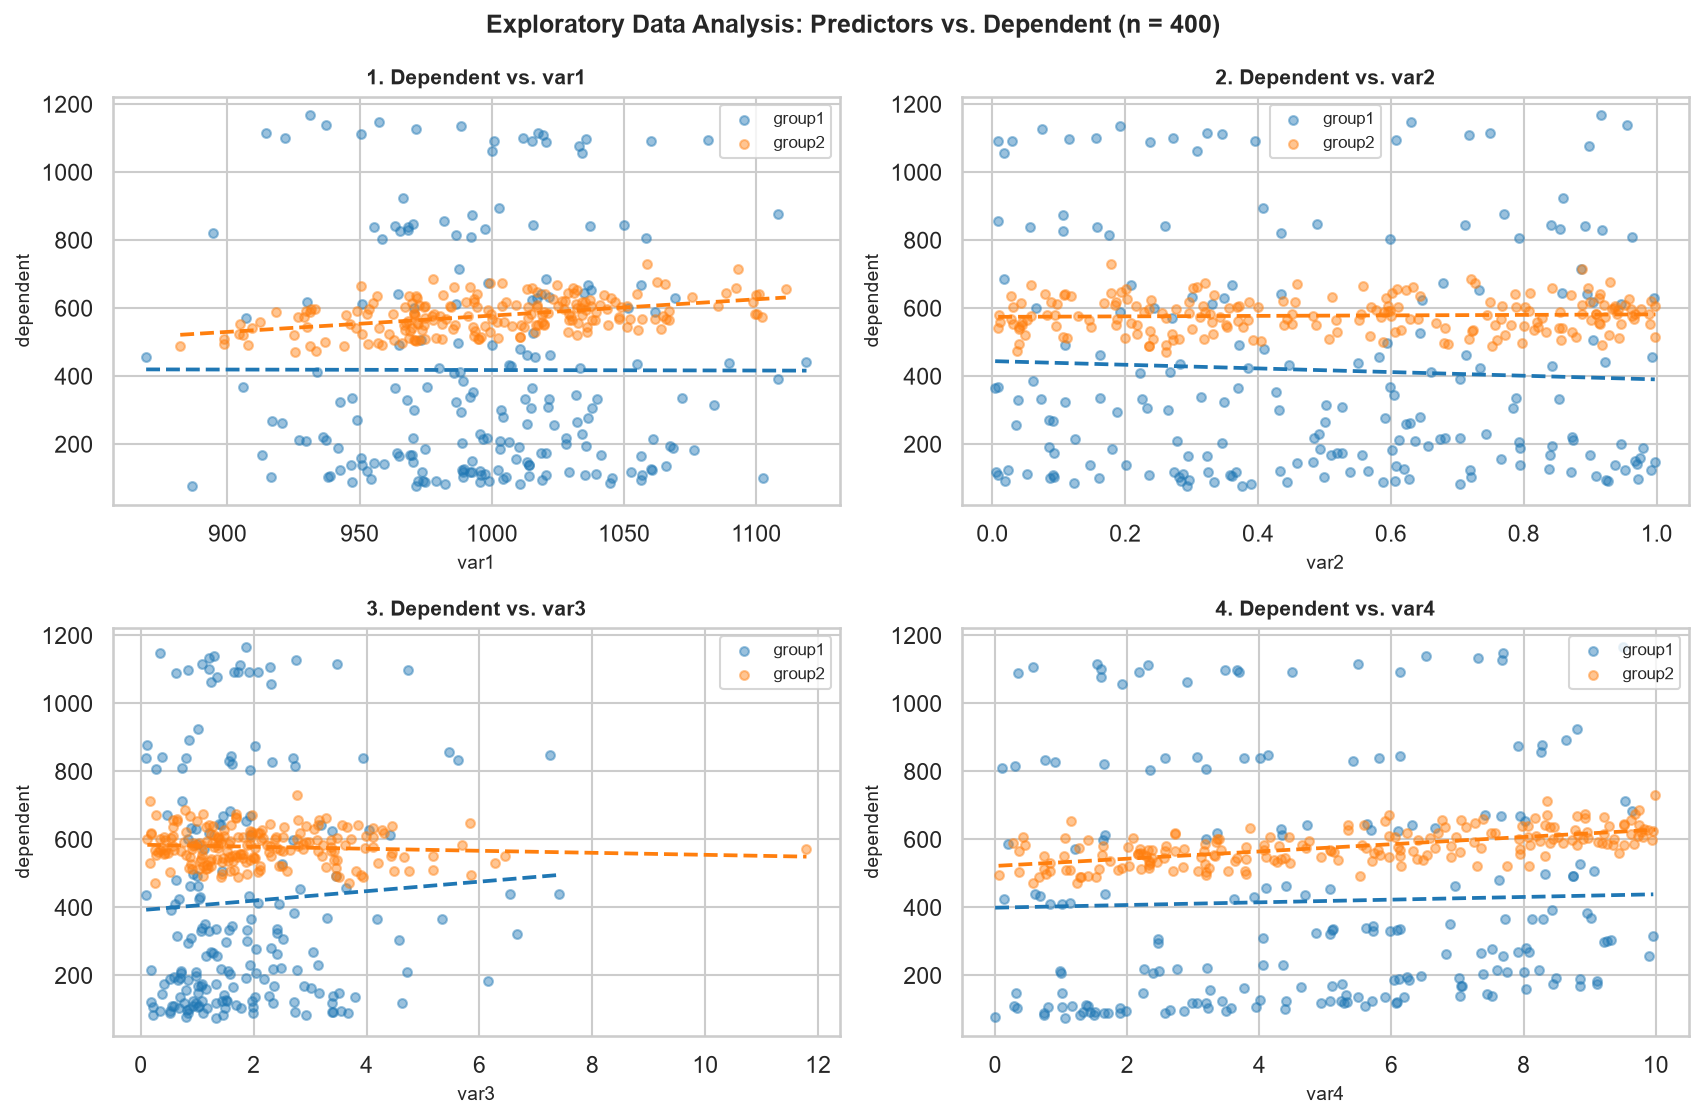 Exploratory Data Analysis: Predictors vs. Dependent (n = 400)
1. Dependent vs. var1
1200
1000
800
600
400
200
dependent
group1
group2
900
950
1000
1050
1100
var1
2. Dependent vs. var2
1200
1000
800
600
400
200
dependent
group1
group2
0.0
0.2
0.4
0.6
0.8
1.0
var2
3. Dependent vs. var3
1200
1000
800
600
400
200
dependent
group1
group2
0
2
4
6
8
10
12
var3
4. Dependent vs. var4
1200
1000
800
600
400
200
dependent
group1
group2
0
2
4
6
8
10
var4